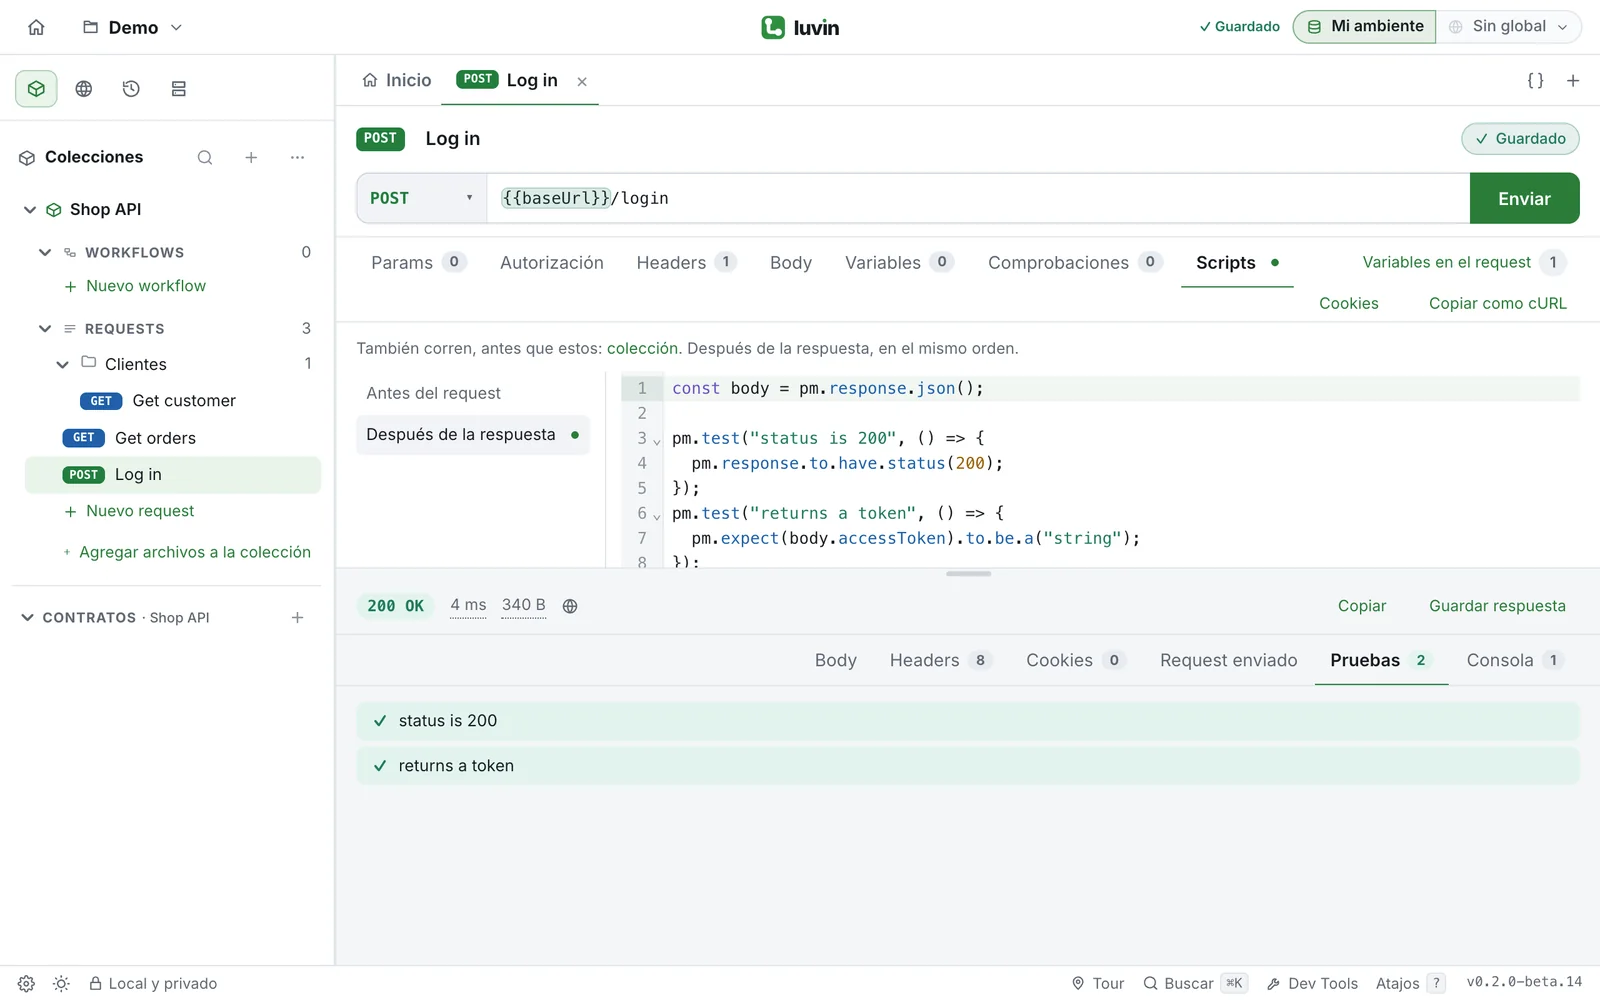 Demo
luvin
Guardado
Mi ambiente
Sin global
Inicio
POST Log in
{}
Colecciones
Shop API
WORKFLOWS 0
Nuevo workflow
REQUESTS 3
Clientes 1
GET Get customer
GET Get orders
POST Log in
Nuevo request
Agregar archivos a la colección
CONTRATOS · Shop API
POST Log in
Guardado
POST {{baseUrl}}/login
Enviar
Params 0
Autorización
Headers 1
Body
Variables 0
Comprobaciones 0
Scripts
Variables en el request 1
Cookies
Copiar como cURL
También corren, antes que estos: colección. Después de la respuesta, en el mismo orden.
Antes del request
Después de la respuesta
1 const body = pm.response.json();
2
3 pm.test("status is 200", () => {
4 pm.response.to.have.status(200);
5 });
6 pm.test("returns a token", () => {
7 pm.expect(body.accessToken).to.be.a("string");
8 });
200 OK
4 ms
340 B
Copiar
Guardar respuesta
Body
Headers 8
Cookies 0
Request enviado
Pruebas 2
Consola 1
status is 200
returns a token
Local y privado
Tour
Buscar ⌘K
Dev Tools
Atajos ?
v0.2.0-beta.14